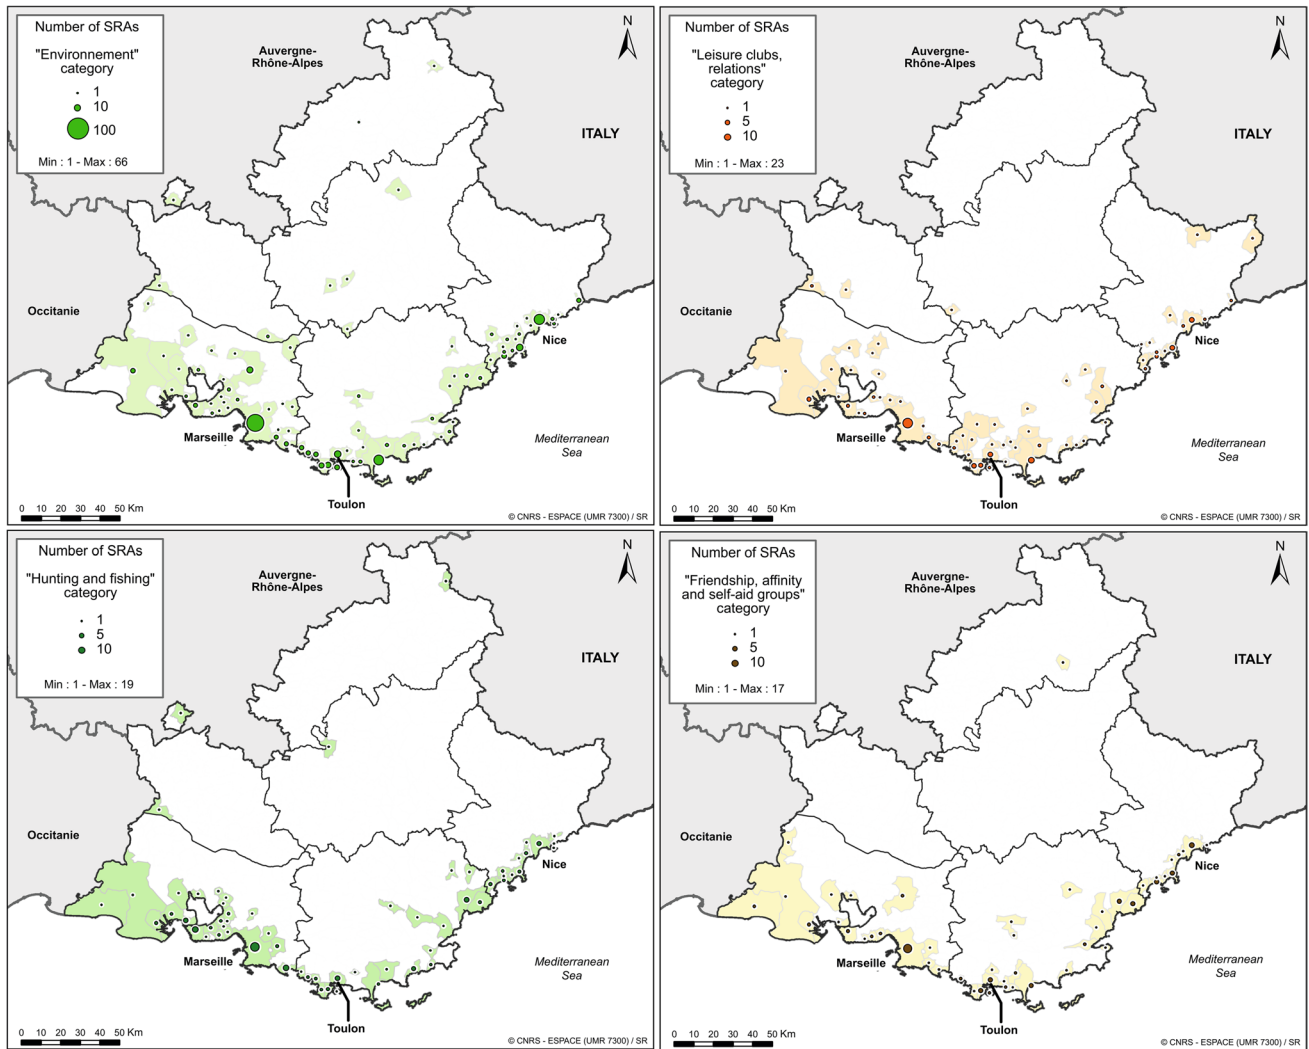 Number of SRAs
"Environnement"
category
1
10
100
Min : 1 - Max : 66
Auvergne-
Rhône-Alpes
N
ITALY
Occitanie
Nice
Marseille
Mediterranean
Sea
Toulon
0 10 20 30 40 50 Km
© CNRS - ESPACE (UMR 7300) / SR
Number of SRAs
"Leisure clubs,
relations"
category
1
5
10
Min : 1 - Max : 23
Auvergne-
Rhône-Alpes
N
ITALY
Occitanie
Nice
Marseille
Mediterranean
Sea
Toulon
0 10 20 30 40 50 Km
© CNRS - ESPACE (UMR 7300) / SR
Number of SRAs
"Hunting and fishing"
category
1
5
10
Min : 1 - Max : 19
Auvergne-
Rhône-Alpes
N
ITALY
Occitanie
Nice
Marseille
Mediterranean
Sea
Toulon
0 10 20 30 40 50 Km
© CNRS - ESPACE (UMR 7300) / SR
Number of SRAs
"Friendship, affinity
and self-aid groups"
category
1
5
10
Min : 1 - Max : 17
Auvergne-
Rhône-Alpes
N
ITALY
Occitanie
Nice
Marseille
Mediterranean
Sea
Toulon
0 10 20 30 40 50 Km
© CNRS - ESPACE (UMR 7300) / SR